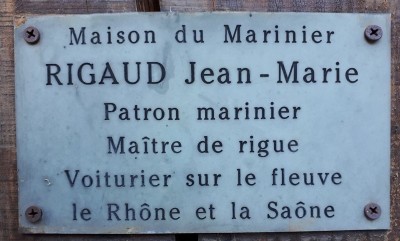 Maison du Marinier
RIGAUD Jean-Marie
Patron marinier
Maître de rigue
Voiturier sur le fleuve
le Rhône et la Saône